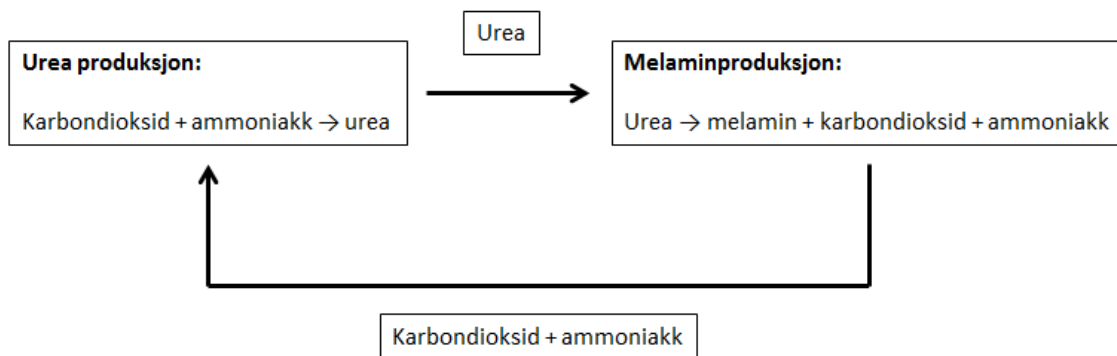 Urea
Urea produksjon:
Karbondioksid + ammoniakk → urea
Melaminproduksjon:
Urea → melamin + karbondioksid + ammoniakk
Karbondioksid + ammoniakk